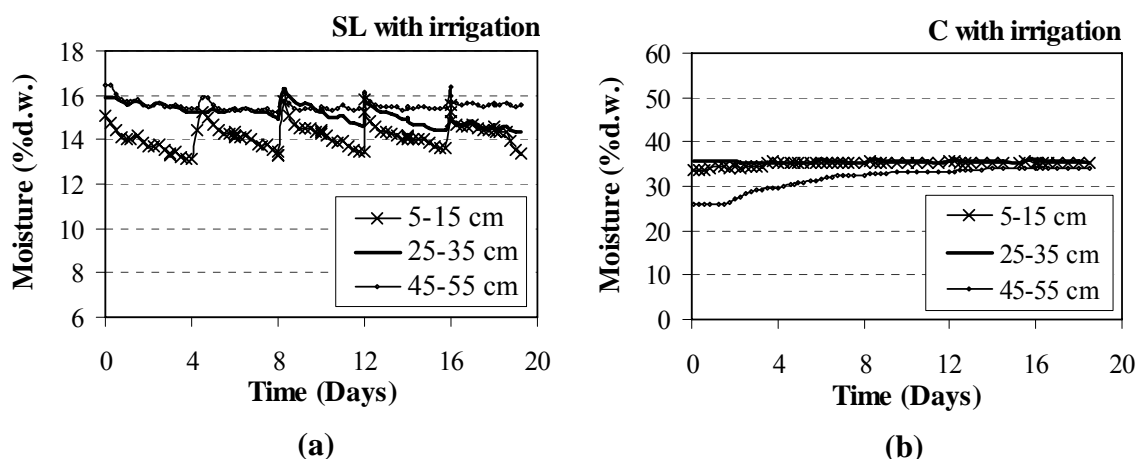 SL with irrigation
18
16
14
12
10
8
6
Moisture (%d.w.)
5-15 cm
25-35 cm
45-55 cm
0 4 8 12 16 20
Time (Days)
(a)
C with irrigation
60
50
40
30
20
10
0
Moisture (%d.w.)
5-15 cm
25-35 cm
45-55 cm
0 4 8 12 16 20
Time (Days)
(b)